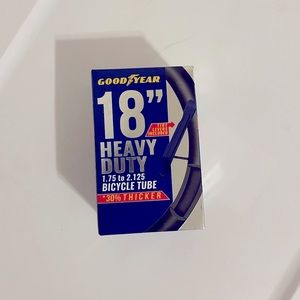 GOODYEAR
18"
HEAVY
DUTY
1.75 to 2.125
BICYCLE TUBE
*30% THICKER